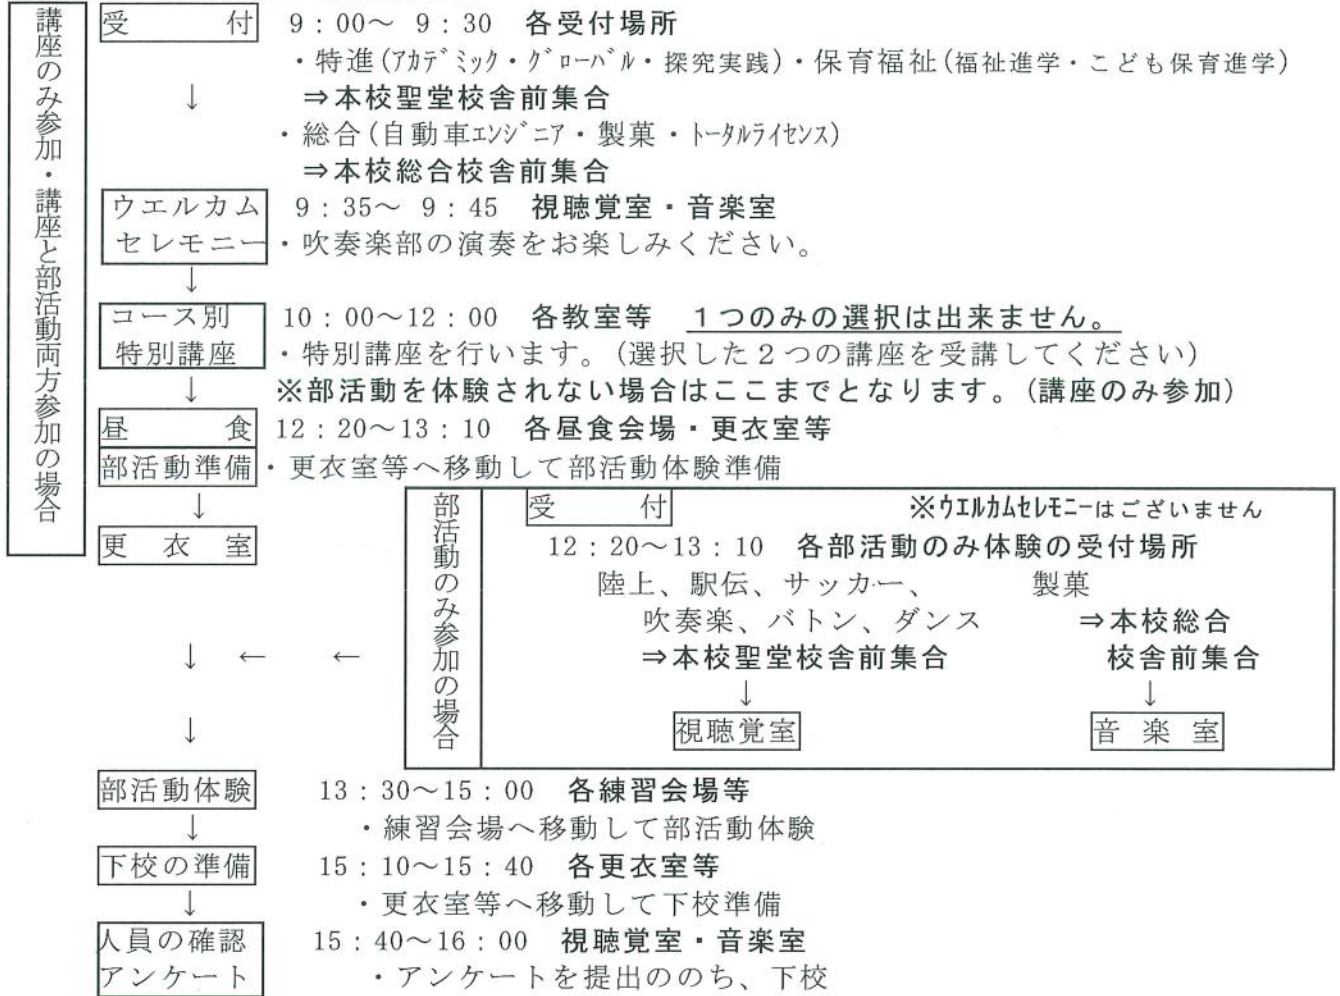 講座のみ参加・講座と部活動両方参加の場合
受　　付　9：00～ 9：30　各受付場所
・特進(ｱｶﾃﾞﾐｯｸ・ｸﾞﾛｰﾊﾞﾙ・探究実践)・保育福祉(福祉進学・こども保育進学)
↓　⇒本校聖堂校舎前集合
・総合(自動車ｴﾝｼﾞﾆｱ・製菓・ﾄｰﾀﾙﾗｲｾﾝｽ)
⇒本校総合校舎前集合
ウエルカム　9：35～ 9：45　視聴覚室・音楽室
セレモニー・吹奏楽部の演奏をお楽しみください。
↓
コース別　10：00～12：00　各教室等　１つのみの選択は出来ません。
特別講座　・特別講座を行います。(選択した２つの講座を受講してください)
↓　※部活動を体験されない場合はここまでとなります。(講座のみ参加)
昼　　食　12：20～13：10　各昼食会場・更衣室等
部活動準備・更衣室等へ移動して部活動体験準備
↓
更　衣　室
部活動のみ参加の場合
受　　付　※ｳｴﾙｶﾑｾﾚﾓﾆｰはございません
12：20～13：10　各部活動のみ体験の受付場所
陸上、駅伝、サッカー、　製菓
吹奏楽、バトン、ダンス　⇒本校総合
↓　←　←　⇒本校聖堂校舎前集合　校舎前集合
↓　↓
↓　視聴覚室　音　楽　室
部活動体験　13：30～15：00　各練習会場等
↓　・練習会場へ移動して部活動体験
下校の準備　15：10～15：40　各更衣室等
↓　・更衣室等へ移動して下校準備
人員の確認　15：40～16：00　視聴覚室・音楽室
アンケート　・アンケートを提出ののち、下校